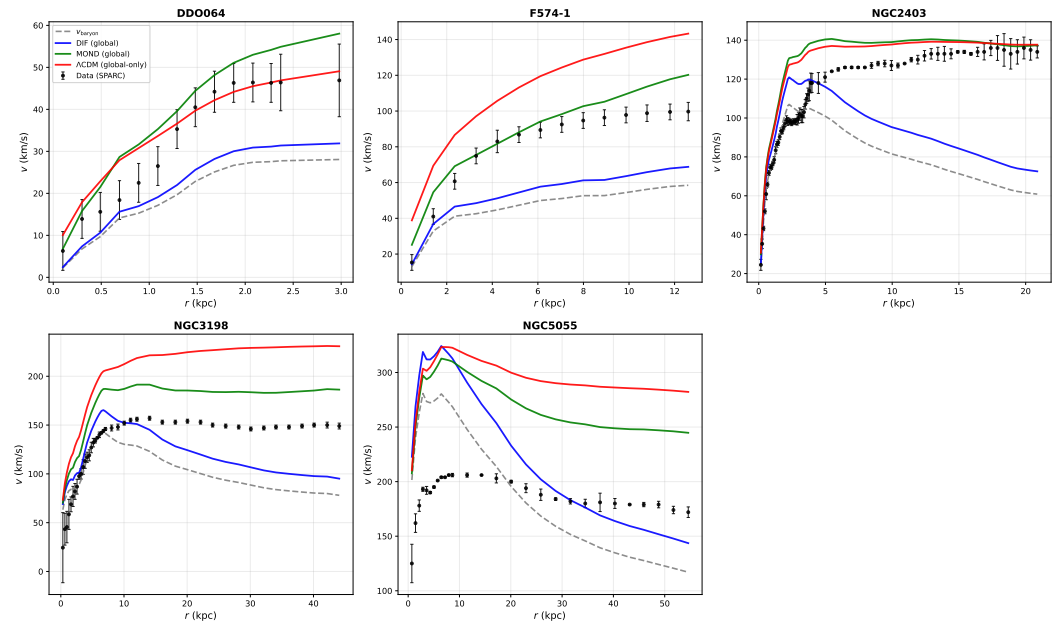 DDO064
60
50
40
30
20
10
0
v (km/s)
v_baryon
DIF (global)
MOND (global)
ΛCDM (global-only)
Data (SPARC)
0.0 0.5 1.0 1.5 2.0 2.5 3.0
r (kpc)
F574-1
140
120
100
80
60
40
20
v (km/s)
0 2 4 6 8 10 12
r (kpc)
NGC2403
140
120
100
80
60
40
20
v (km/s)
0 5 10 15 20
r (kpc)
NGC3198
200
150
100
50
0
v (km/s)
0 10 20 30 40
r (kpc)
NGC5055
300
250
200
150
100
v (km/s)
0 10 20 30 40 50
r (kpc)